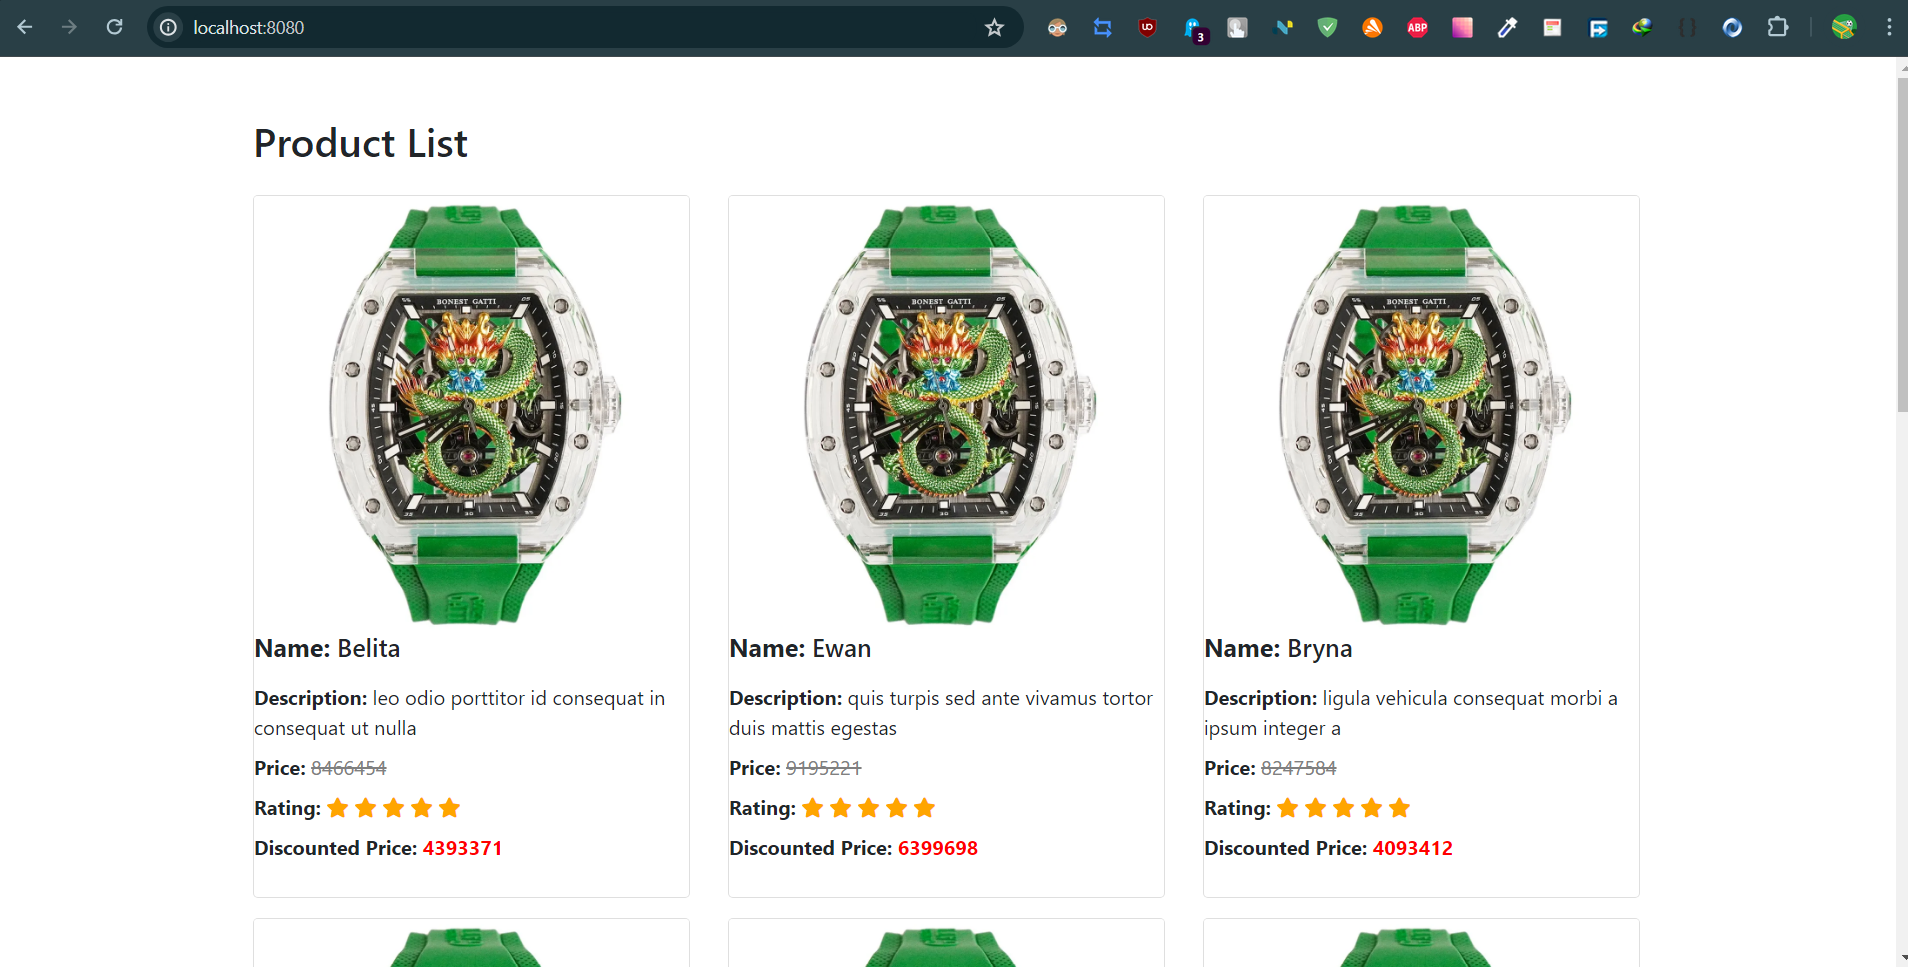 localhost:8080
UD
3
ABP
Product List
BONEST GATTI
BONEST GATTI
BONEST GATTI
Name: Belita
Name: Ewan
Name: Bryna
Description: leo odio porttitor id consequat in
consequat ut nulla
Description: quis turpis sed ante vivamus tortor
duis mattis egestas
Description: ligula vehicula consequat morbi a
ipsum integer a
Price: 8466454
Price: 9195221
Price: 8247584
Rating:
Rating:
Rating:
Discounted Price: 4393371
Discounted Price: 6399698
Discounted Price: 4093412